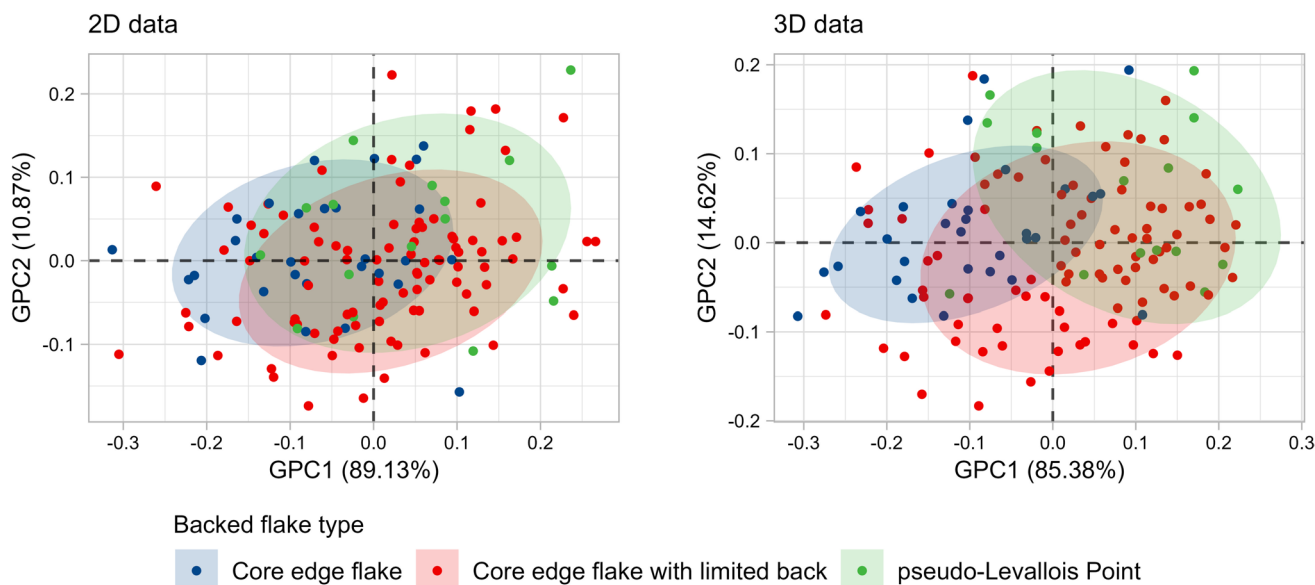 2D data
0.2
0.1
0.0
-0.1
GPC2 (10.87%)
-0.3
-0.2
-0.1
0.0
0.1
0.2
GPC1 (89.13%)
3D data
0.2
0.1
0.0
-0.1
-0.2
GPC2 (14.62%)
-0.3
-0.2
-0.1
0.0
0.1
0.2
0.3
GPC1 (85.38%)
Backed flake type
Core edge flake
Core edge flake with limited back
pseudo-Levallois Point